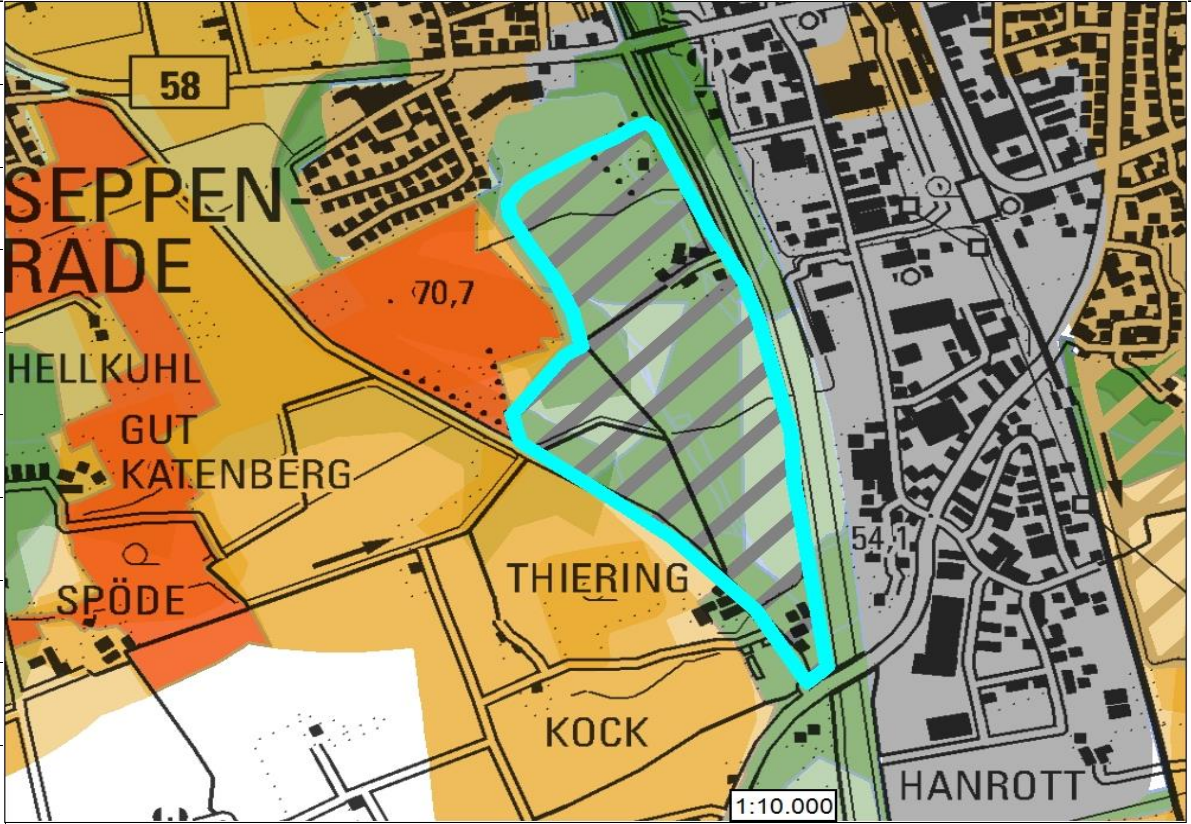 58
SEPPEN-
RADE
70,7
HELLKUHL
GUT
KATENBERG
54,1
THIERING
SPÖDE
KOCK
HANROTT
1:10.000